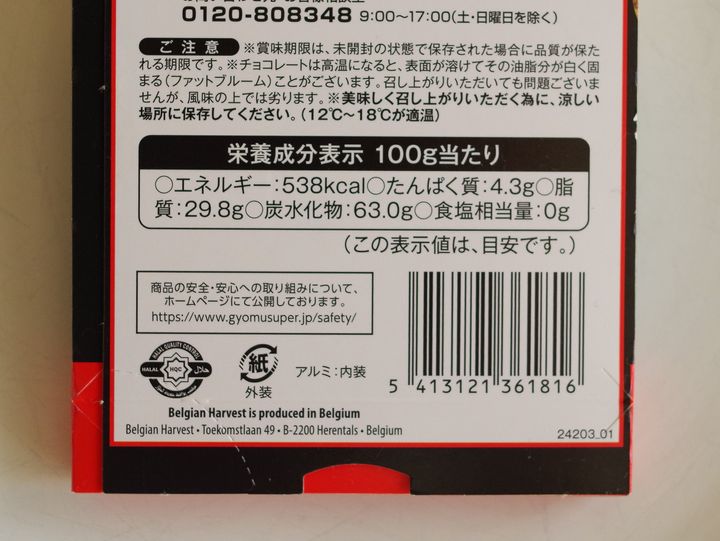 0120-808348 9:00〜17:00(土・日曜日を除く)
ご注意 ※賞味期限は、未開封の状態で保存された場合に品質が保た
れる期限です。※チョコレートは高温になると、表面が溶けてその油脂分が白く固
まる(ファットブルーム)ことがございます。召し上がりいただいても問題ございま
せんが、風味の上では劣ります。※美味しく召し上がりいただく為に、涼しい
場所に保存してください。(12℃〜18℃が適温)
栄養成分表示 100g当たり
○エネルギー:538kcal○たんぱく質:4.3g○脂
質:29.8g○炭水化物:63.0g○食塩相当量:0g
(この表示値は、目安です。)
商品の安全・安心への取り組みについて、
ホームページにて公開しております。
https://www.gyomusuper.jp/safety/
HALAL QUALITY CONTROL
HALAL HQC حلال
紙
外装
アルミ:内装
5 413121 361816
Belgian Harvest is produced in Belgium
Belgian Harvest • Toekomstlaan 49 • B-2200 Herentals • Belgium
24203_01